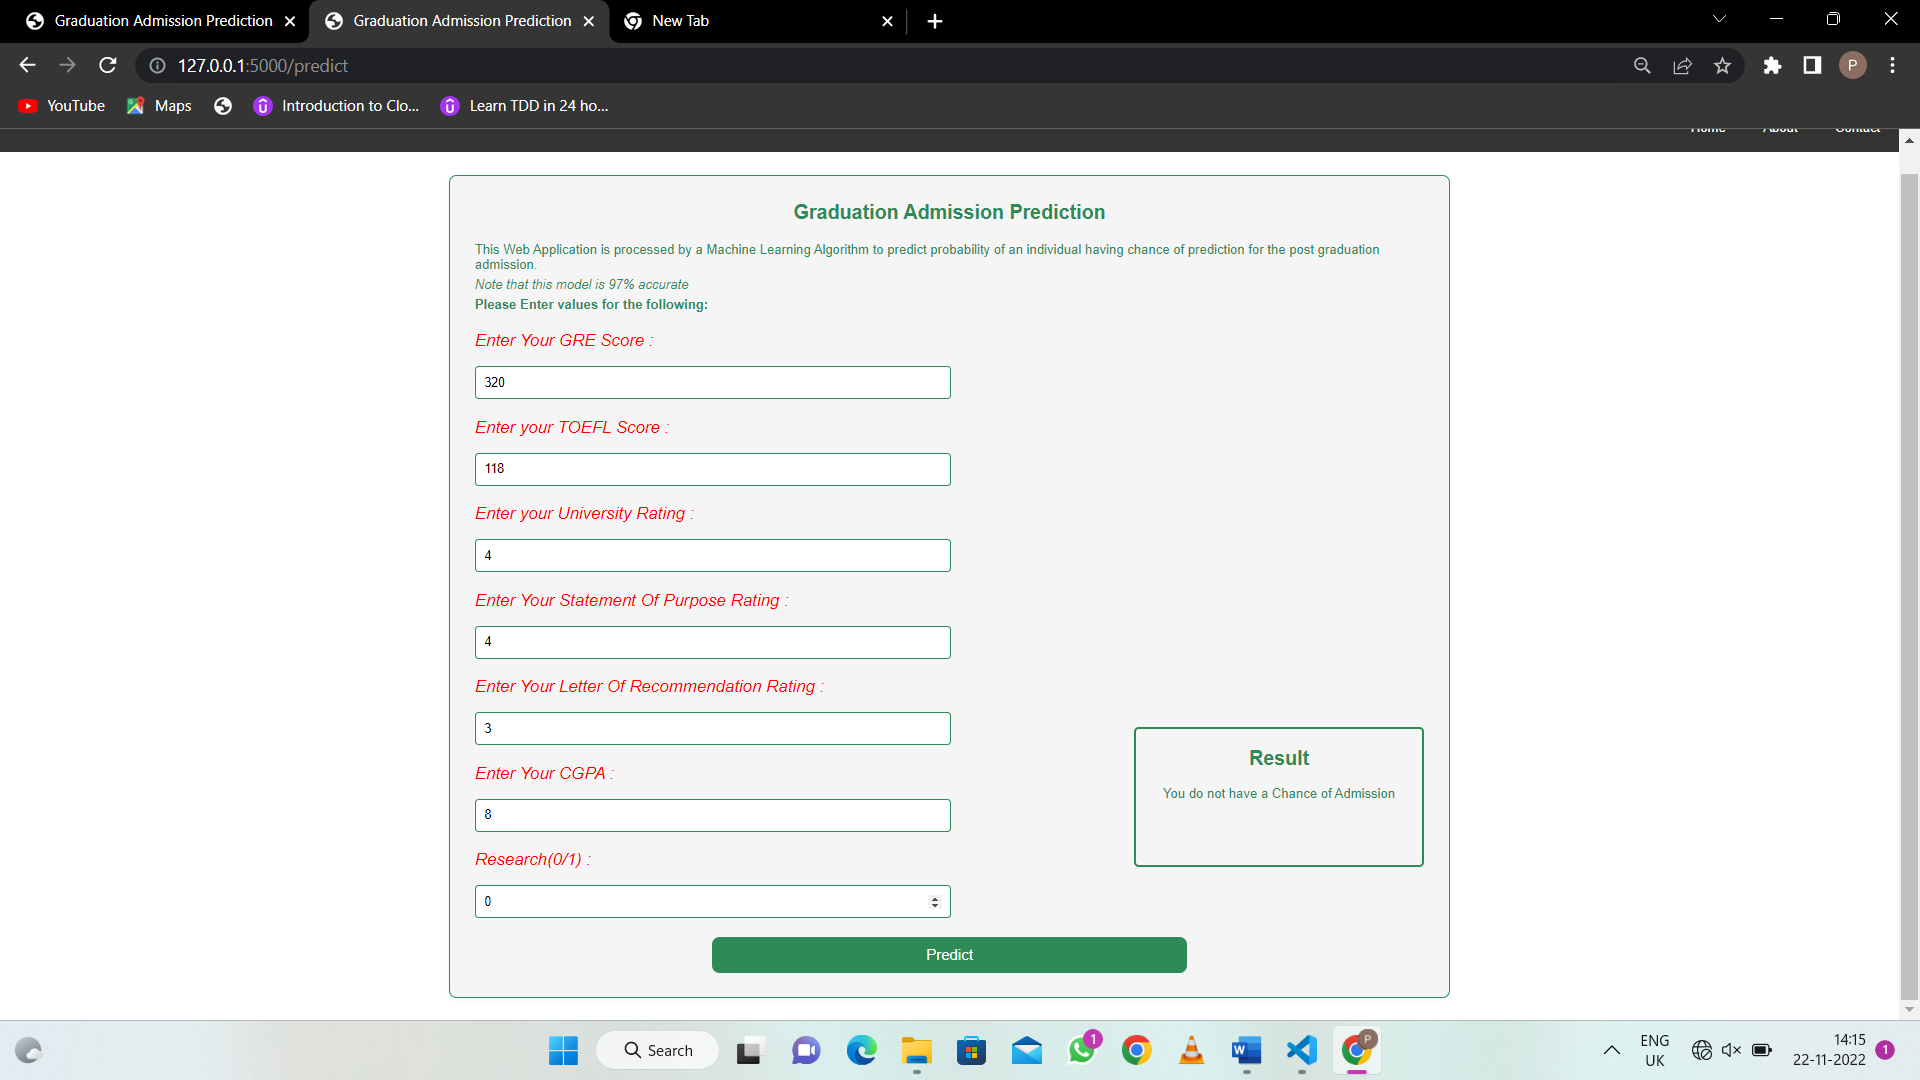 Graduation Admission Prediction
Graduation Admission Prediction
New Tab
127.0.0.1:5000/predict
P
YouTube
Maps
Introduction to Clo...
Learn TDD in 24 ho...
Home About Contact
Graduation Admission Prediction
This Web Application is processed by a Machine Learning Algorithm to predict probability of an individual having chance of prediction for the post graduation
admission.
Note that this model is 97% accurate
Please Enter values for the following:
Enter Your GRE Score :
320
Enter your TOEFL Score :
118
Enter your University Rating :
4
Enter Your Statement Of Purpose Rating :
4
Enter Your Letter Of Recommendation Rating :
3
Enter Your CGPA :
8
Research(0/1) :
0
Result
You do not have a Chance of Admission
Predict
Search
1
W
P
ENG
UK
14:15
22-11-2022
1